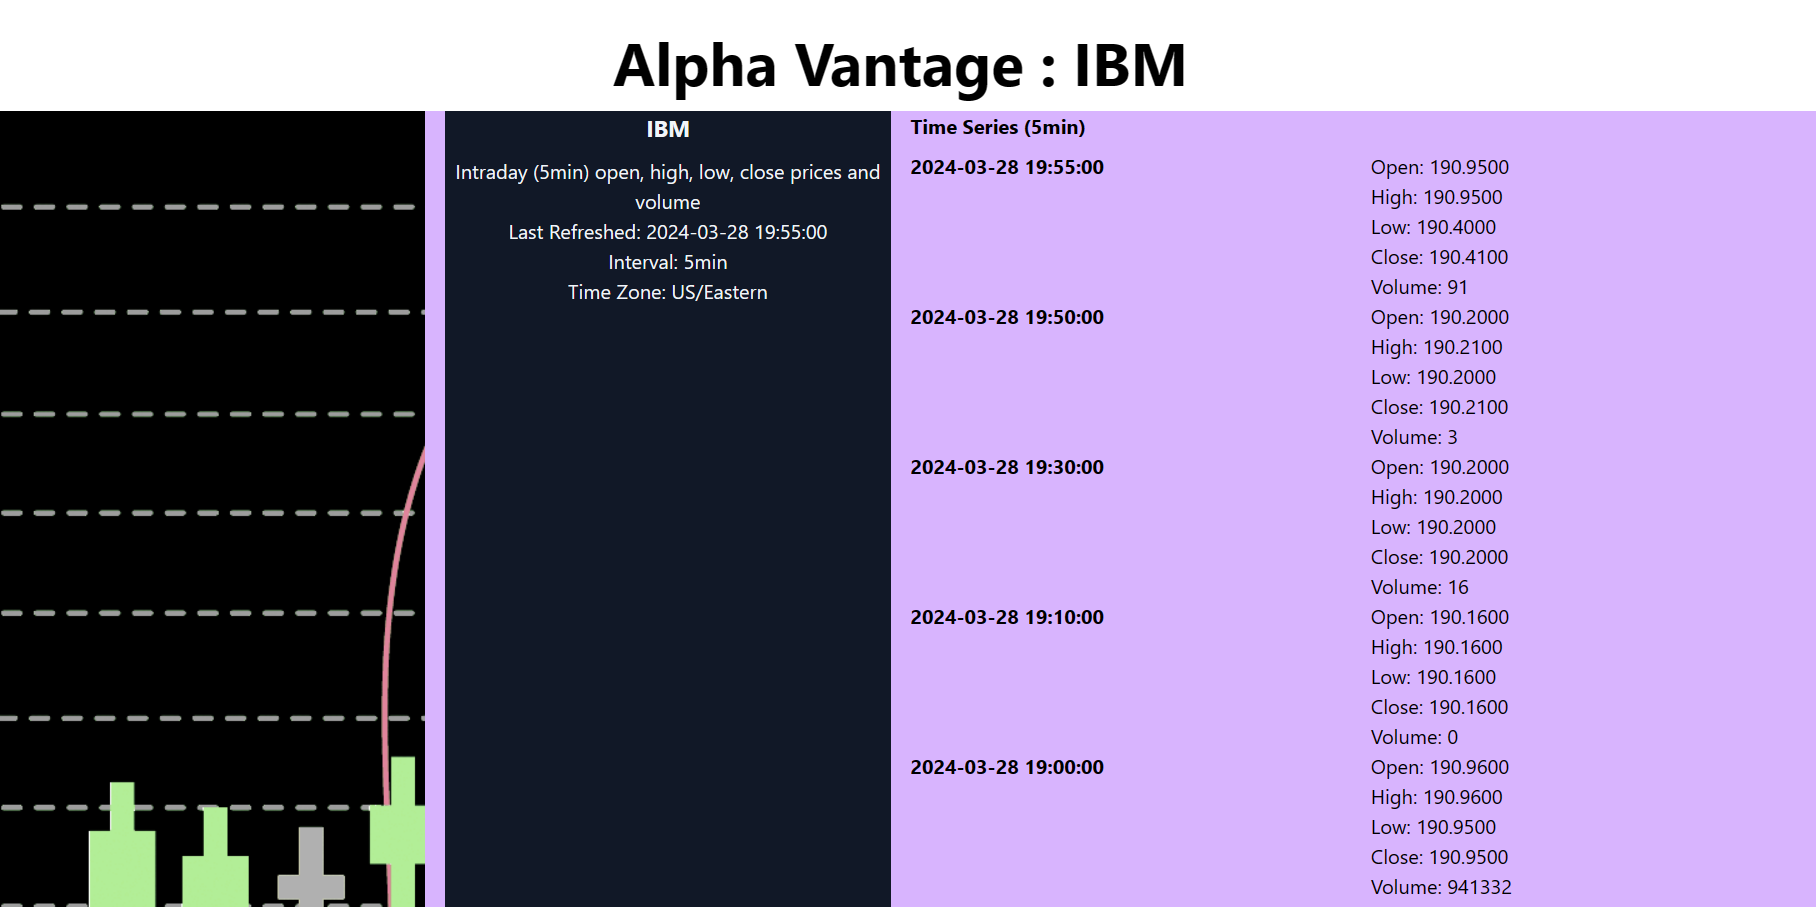 Alpha Vantage : IBM
IBM
Intraday (5min) open, high, low, close prices and
volume
Last Refreshed: 2024-03-28 19:55:00
Interval: 5min
Time Zone: US/Eastern
Time Series (5min)
2024-03-28 19:55:00
Open: 190.9500
High: 190.9500
Low: 190.4000
Close: 190.4100
Volume: 91
2024-03-28 19:50:00
Open: 190.2000
High: 190.2100
Low: 190.2000
Close: 190.2100
Volume: 3
2024-03-28 19:30:00
Open: 190.2000
High: 190.2000
Low: 190.2000
Close: 190.2000
Volume: 16
2024-03-28 19:10:00
Open: 190.1600
High: 190.1600
Low: 190.1600
Close: 190.1600
Volume: 0
2024-03-28 19:00:00
Open: 190.9600
High: 190.9600
Low: 190.9500
Close: 190.9500
Volume: 941332